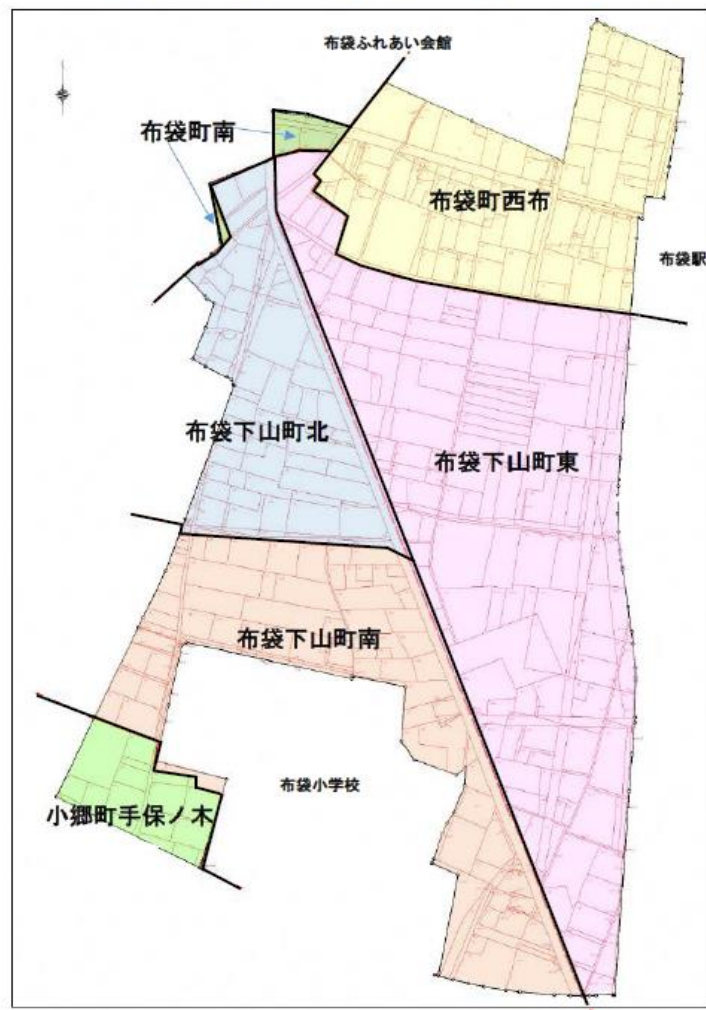 布袋ふれあい会館
布袋町南
布袋町西布
布袋駅
布袋下山町北
布袋下山町東
布袋下山町南
布袋小学校
小郷町手保ノ木